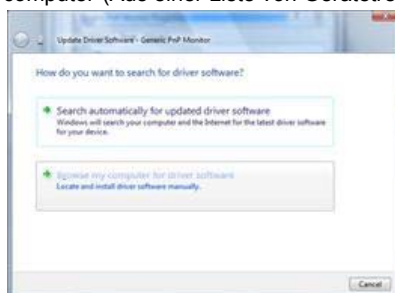 computer (Aus einer Liste von Gerätetre
Update Driver Software - Generic PnP Monitor
How do you want to search for driver software?
Search automatically for updated driver software
Windows will search your computer and the Internet for the latest driver software
for your device.
Browse my computer for driver software
Locate and install driver software manually.
Cancel